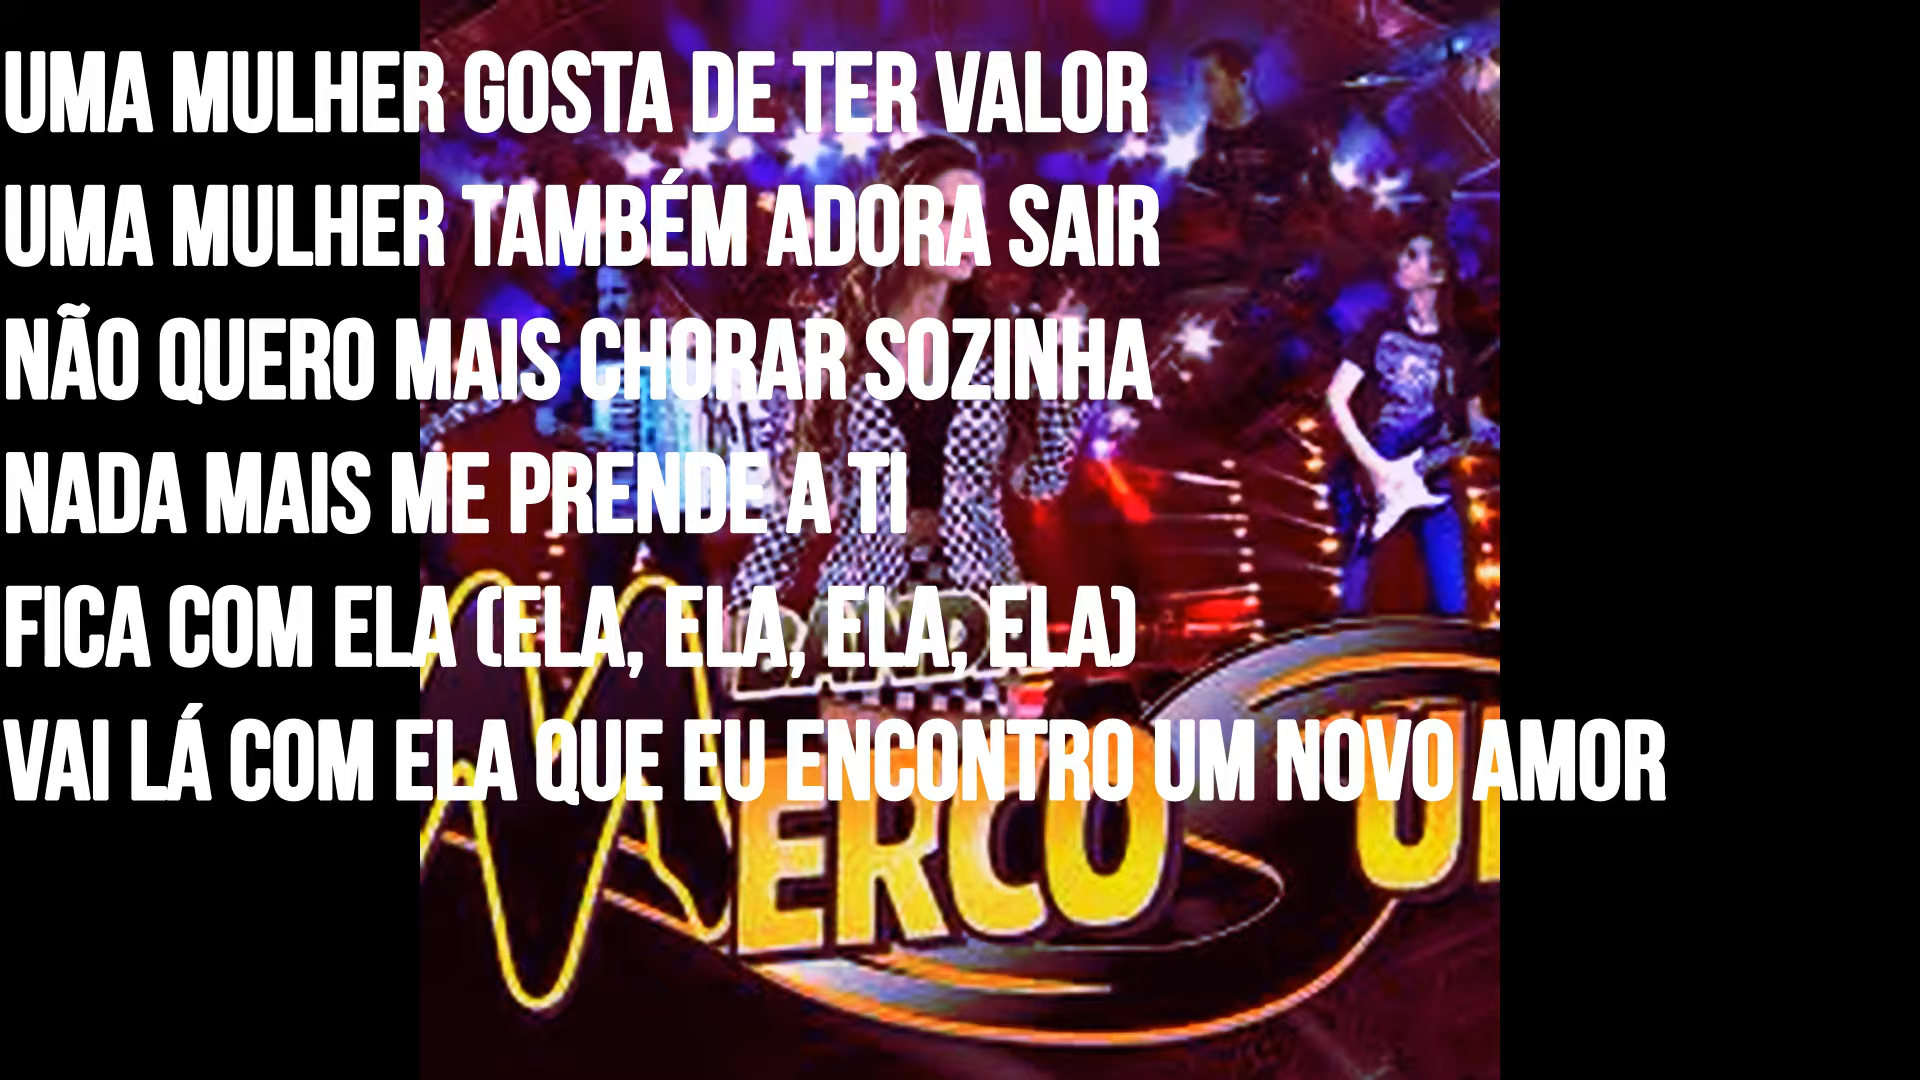 UMA MULHER GOSTA DE TER VALOR
UMA MULHER TAMBÉM ADORA SAIR
NÃO QUERO MAIS CHORAR SOZINHA
NADA MAIS ME PRENDE A TI
FICA COM ELA (ELA, ELA, ELA, ELA)
VAI LÁ COM ELA QUE EU ENCONTRO UM NOVO AMOR
BANDA
MERCOSUL